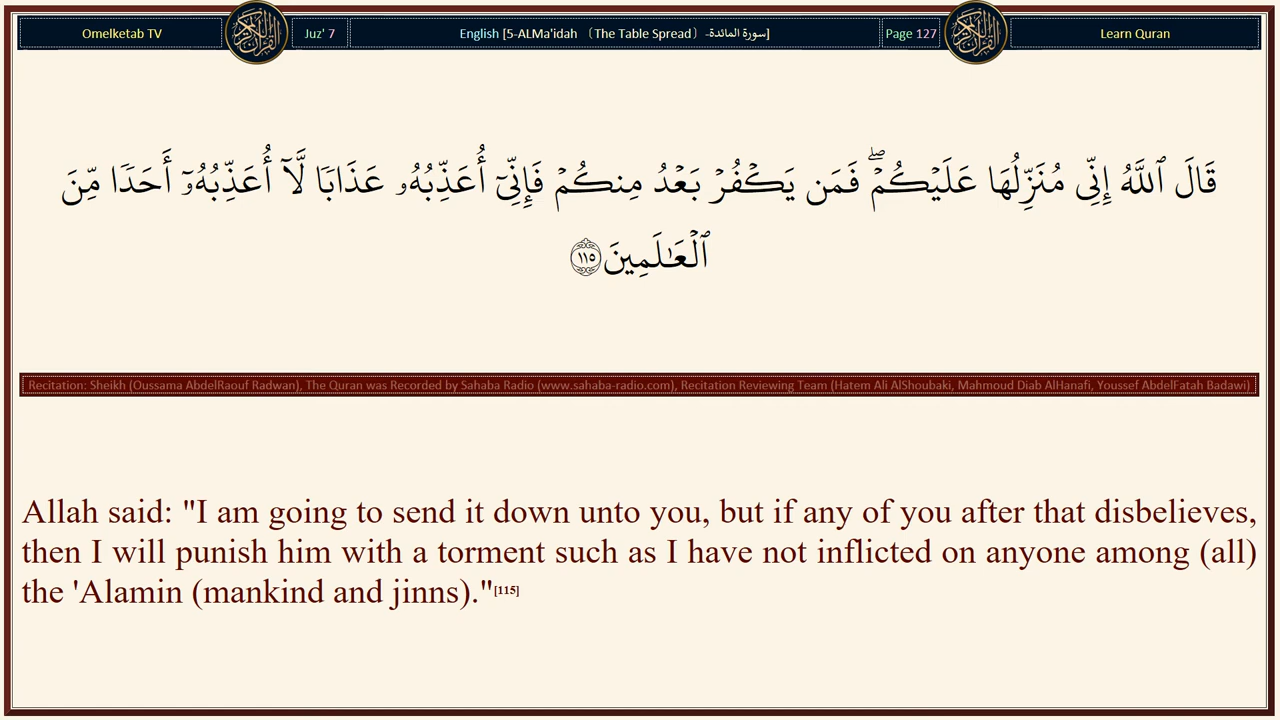 Omelketab TV
Juz' 7
English [5-ALMa'idah （The Table Spread） -سورة المائدة]
Page 127
Learn Quran
قَالَ ٱللَّهُ إِنِّى مُنَزِّلُهَا عَلَيْكُمْ ۖ فَمَن يَكْفُرْ بَعْدُ مِنكُمْ فَإِنِّىٓ أُعَذِّبُهُۥ عَذَابًا لَّآ أُعَذِّبُهُۥٓ أَحَدًا مِّنَ
ٱلْعَـٰلَمِينَ ١١٥
Recitation: Sheikh (Oussama AbdelRaouf Radwan), The Quran was Recorded by Sahaba Radio (www.sahaba-radio.com), Recitation Reviewing Team (Hatem Ali AlShoubaki, Mahmoud Diab AlHanafi, Youssef AbdelFatah Badawi)
Allah said: "I am going to send it down unto you, but if any of you after that disbelieves,
then I will punish him with a torment such as I have not inflicted on anyone among (all)
the 'Alamin (mankind and jinns)."[115]